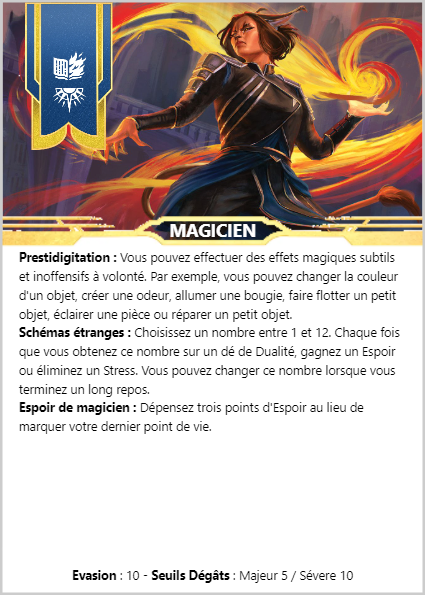 MAGICIEN
Prestidigitation : Vous pouvez effectuer des effets magiques subtils
et inoffensifs à volonté. Par exemple, vous pouvez changer la couleur
d'un objet, créer une odeur, allumer une bougie, faire flotter un petit
objet, éclairer une pièce ou réparer un petit objet.
Schémas étranges : Choisissez un nombre entre 1 et 12. Chaque fois
que vous obtenez ce nombre sur un dé de Dualité, gagnez un Espoir
ou éliminez un Stress. Vous pouvez changer ce nombre lorsque vous
terminez un long repos.
Espoir de magicien : Dépensez trois points d'Espoir au lieu de
marquer votre dernier point de vie.
Evasion : 10 - Seuils Dégâts : Majeur 5 / Sévere 10